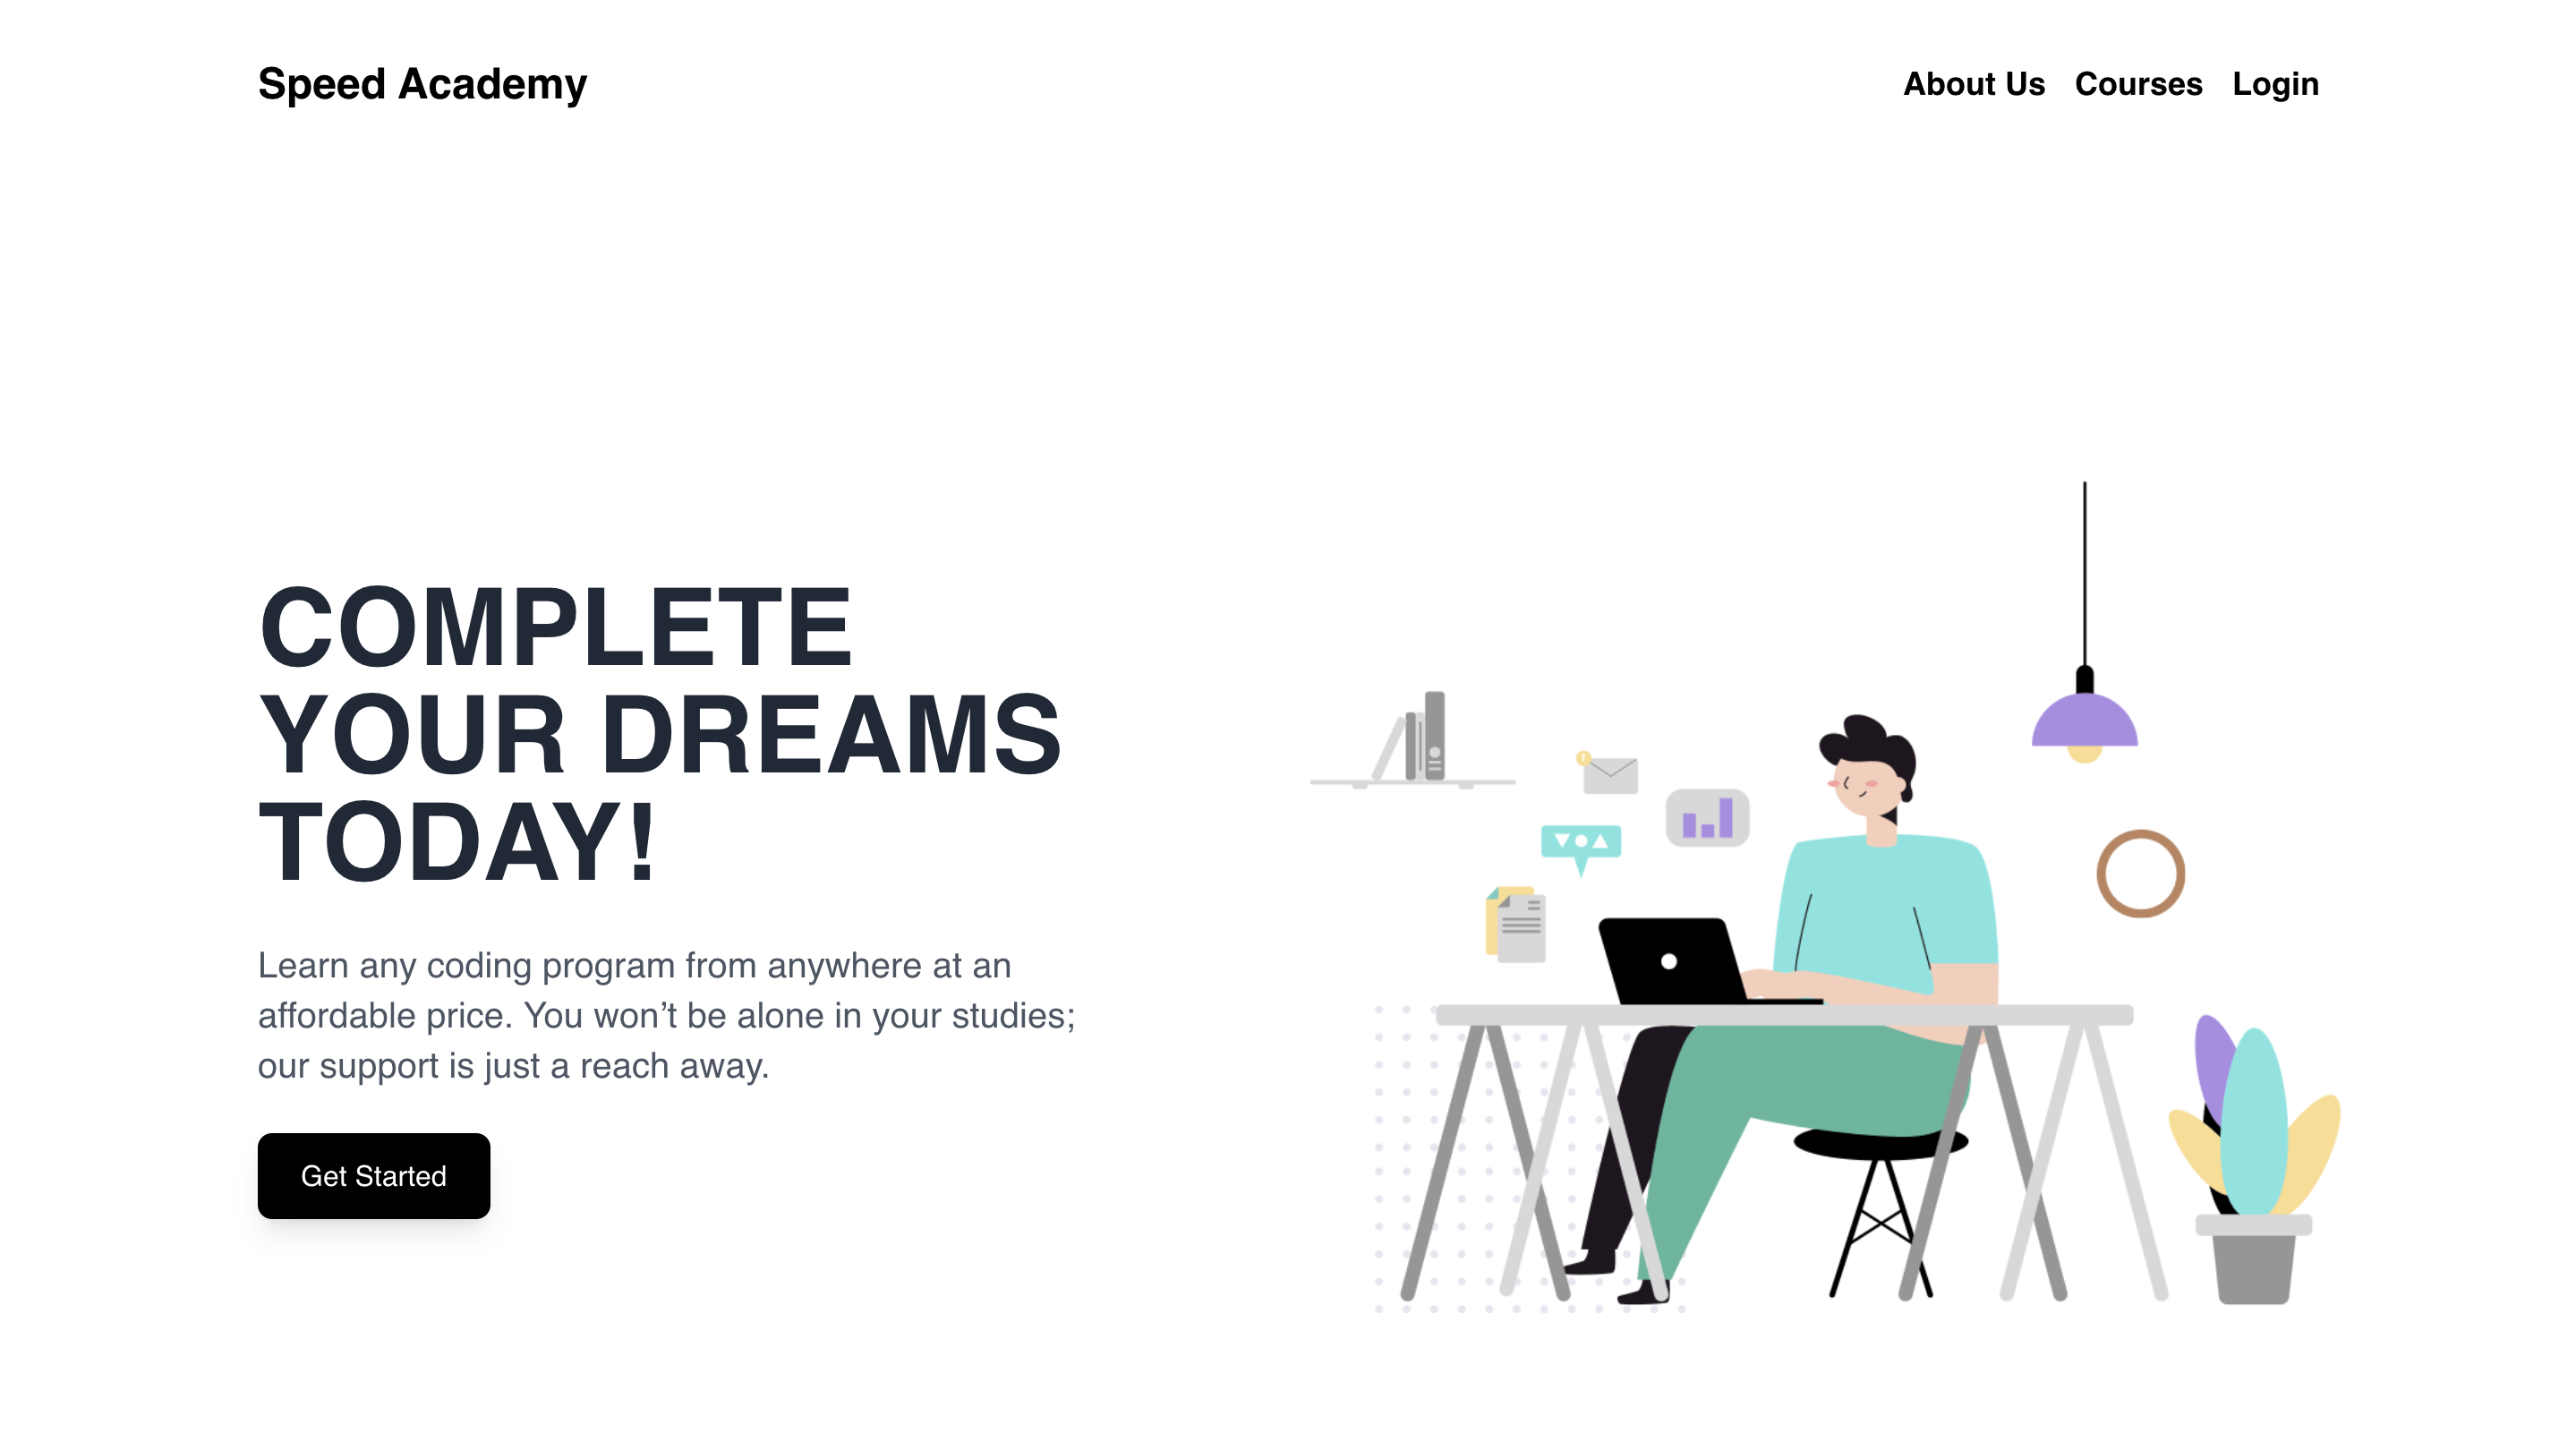 Speed Academy
About Us Courses Login
COMPLETE
YOUR DREAMS
TODAY!
Learn any coding program from anywhere at an
affordable price. You won’t be alone in your studies;
our support is just a reach away.
Get Started